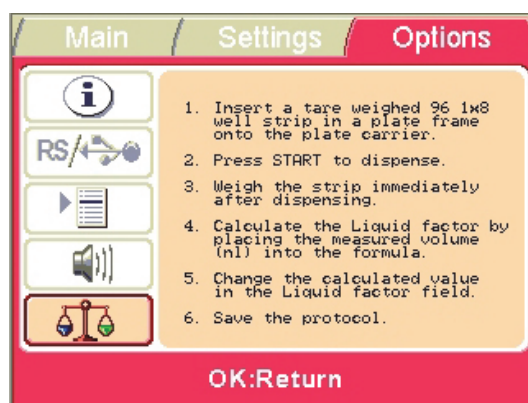 Main Settings Options
i
RS/
1. Insert a tare weighed 96 1x8
well strip in a plate frame
onto the plate carrier.
2. Press START to dispense.
3. Weigh the strip immediately
after dispensing.
4. Calculate the Liquid factor by
placing the measured volume
(nl) into the formula.
5. Change the calculated value
in the Liquid factor field.
6. Save the protocol.
OK:Return